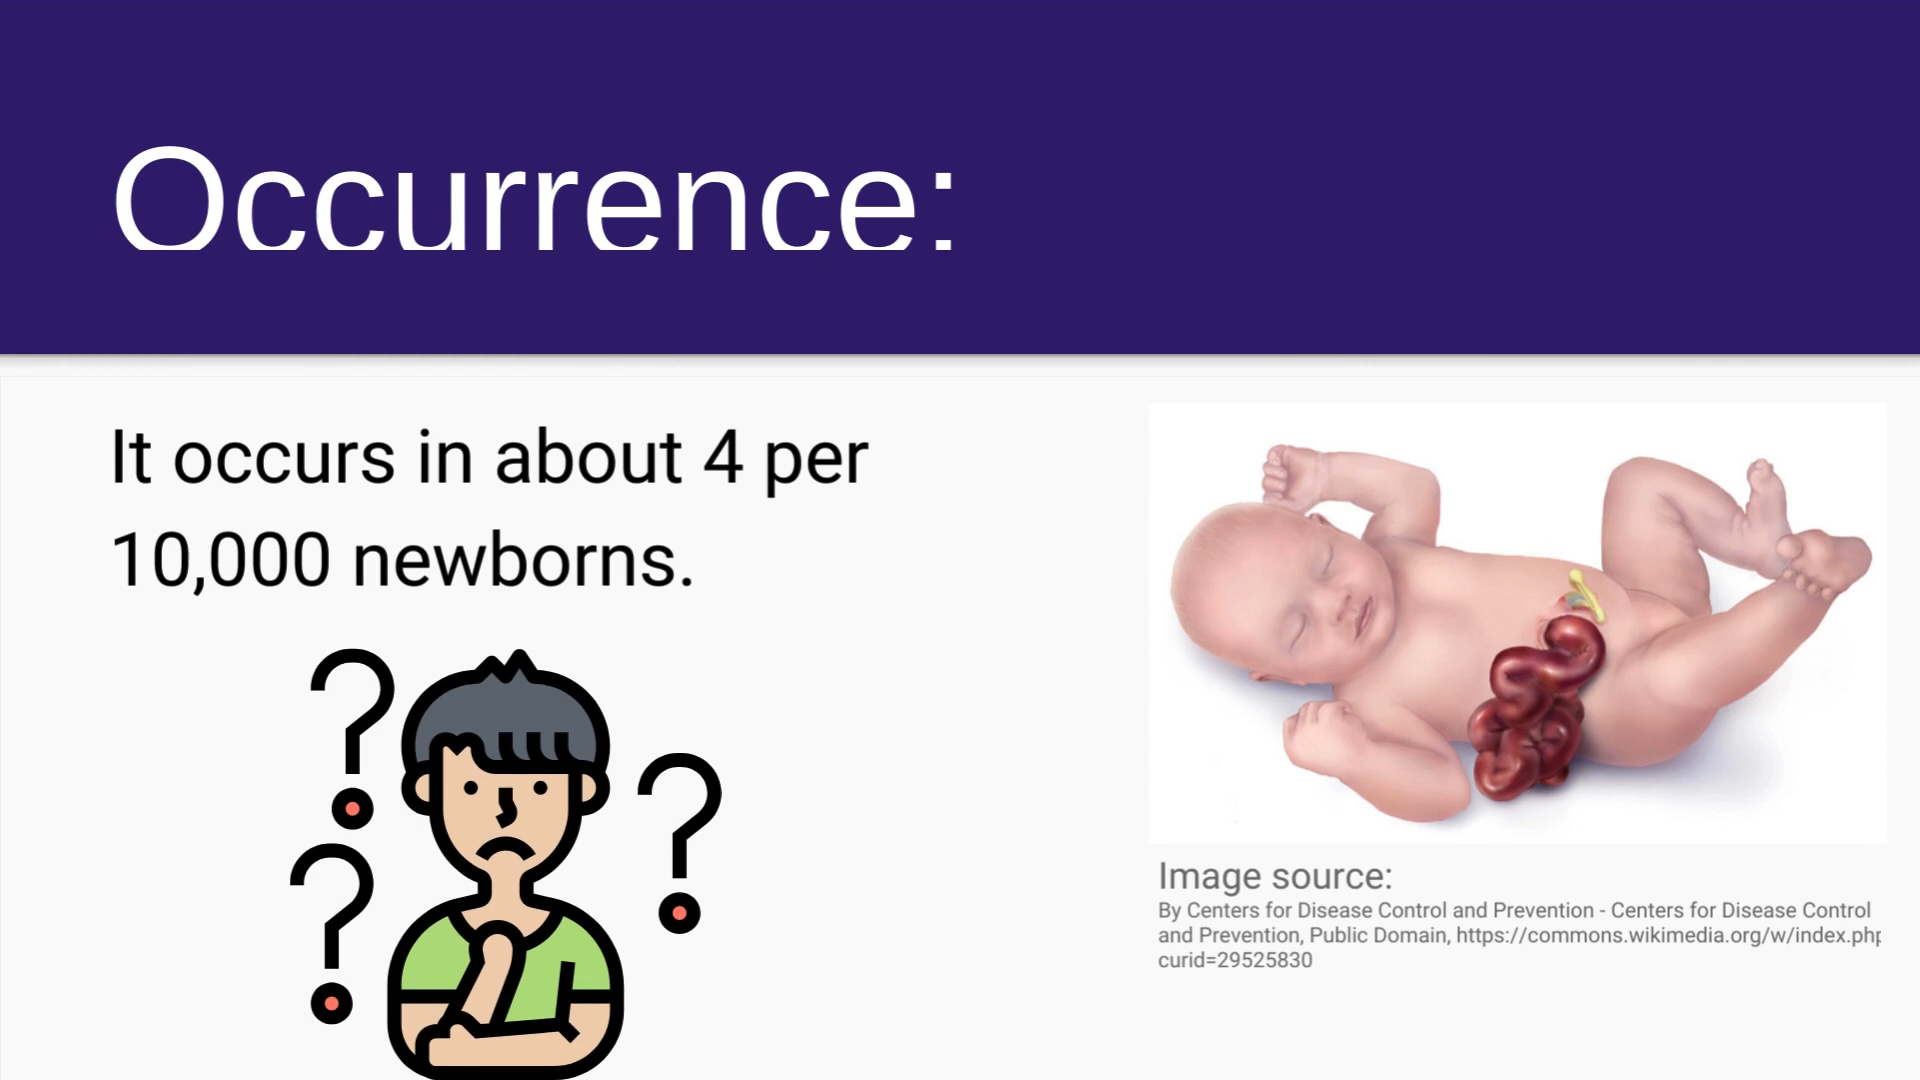 Occurrence:
It occurs in about 4 per
10,000 newborns.
Image source:
By Centers for Disease Control and Prevention - Centers for Disease Control
and Prevention, Public Domain, https://commons.wikimedia.org/w/index.php
curid=29525830